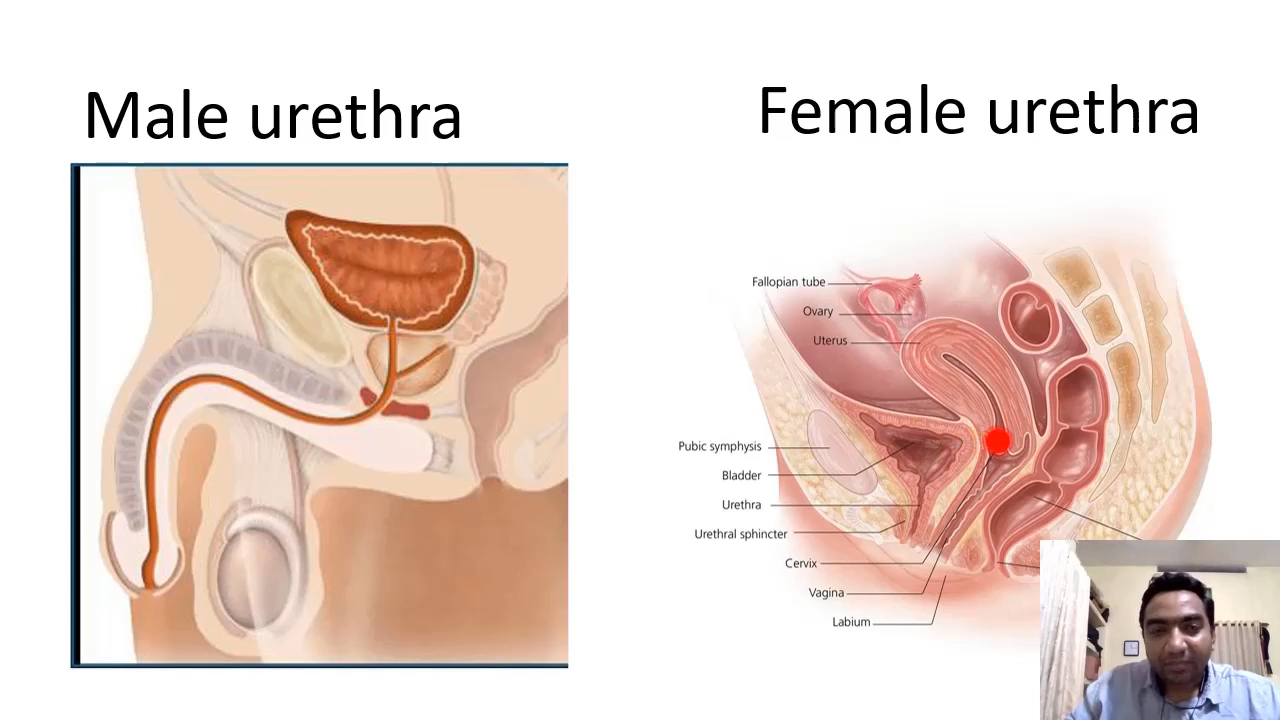 Male urethra
Female urethra
Fallopian tube
Ovary
Uterus
Pubic symphysis
Bladder
Urethra
Urethral sphincter
Cervix
Vagina
Labium